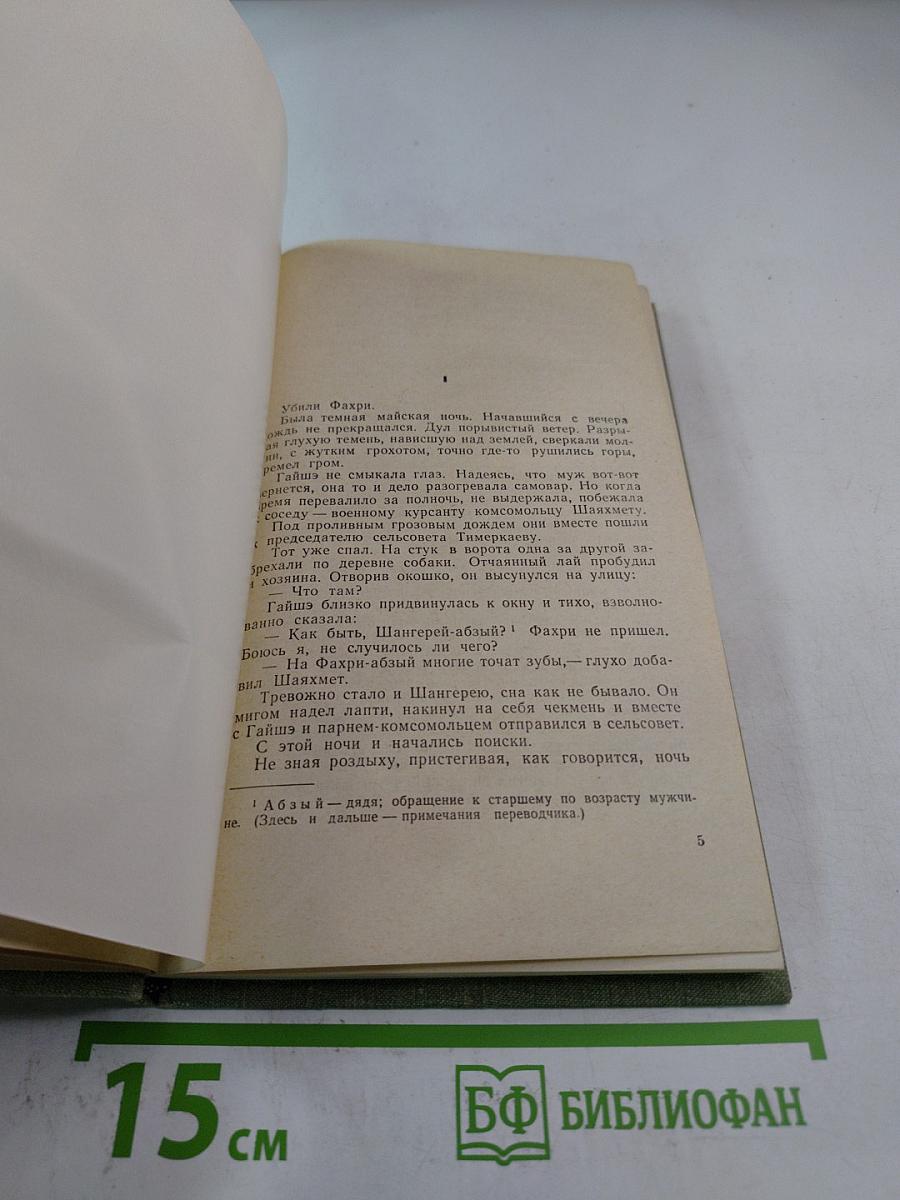 I
Убили Фахри.
Была темная майская ночь. Начавшийся с вечера
ождь не прекращался. Дул порывистый ветер. Разры-
ая глухую темень, нависшую над землей, сверкали мол-
ии, с жутким грохотом, точно где-то рушились горы,
ремел гром.
Гайшэ не смыкала глаз. Надеясь, что муж вот-вот
ернется, она то и дело разогревала самовар. Но когда
время перевалило за полночь, не выдержала, побежала
соседу — военному курсанту комсомольцу Шаяхмету.
Под проливным грозовым дождем они вместе пошли
к председателю сельсовета Тимеркаеву.
Тот уже спал. На стук в ворота одна за другой за-
брехали по деревне собаки. Отчаянный лай пробудил
и хозяина. Отворив окошко, он высунулся на улицу:
— Что там?
Гайшэ близко придвинулась к окну и тихо, взволно-
ванно сказала:
— Как быть, Шангерей-абзый?¹ Фахри не пришел.
Боюсь я, не случилось ли чего?
— На Фахри-абзый многие точат зубы,— глухо доба-
вил Шаяхмет.
Тревожно стало и Шангерею, сна как не бывало. Он
мигом надел лапти, накинул на себя чекмень и вместе
с Гайшэ и парнем-комсомольцем отправился в сельсовет.
С этой ночи и начались поиски.
Не зная роздыху, пристегивая, как говорится, ночь
¹ Абзый — дядя; обращение к старшему по возрасту мужчи-
не. (Здесь и дальше — примечания переводчика.)
5
15 см
БФ БИБЛИОФАН